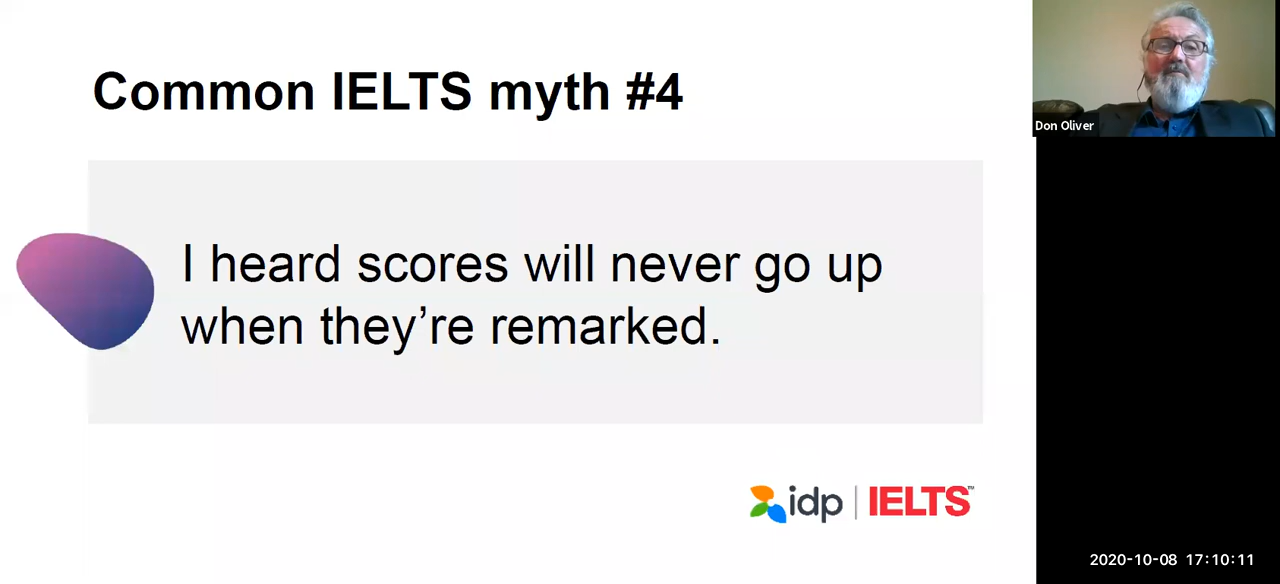 Common IELTS myth #4
I heard scores will never go up
when they’re remarked.
idp | IELTS™
Don Oliver
2020-10-08 17:10:11